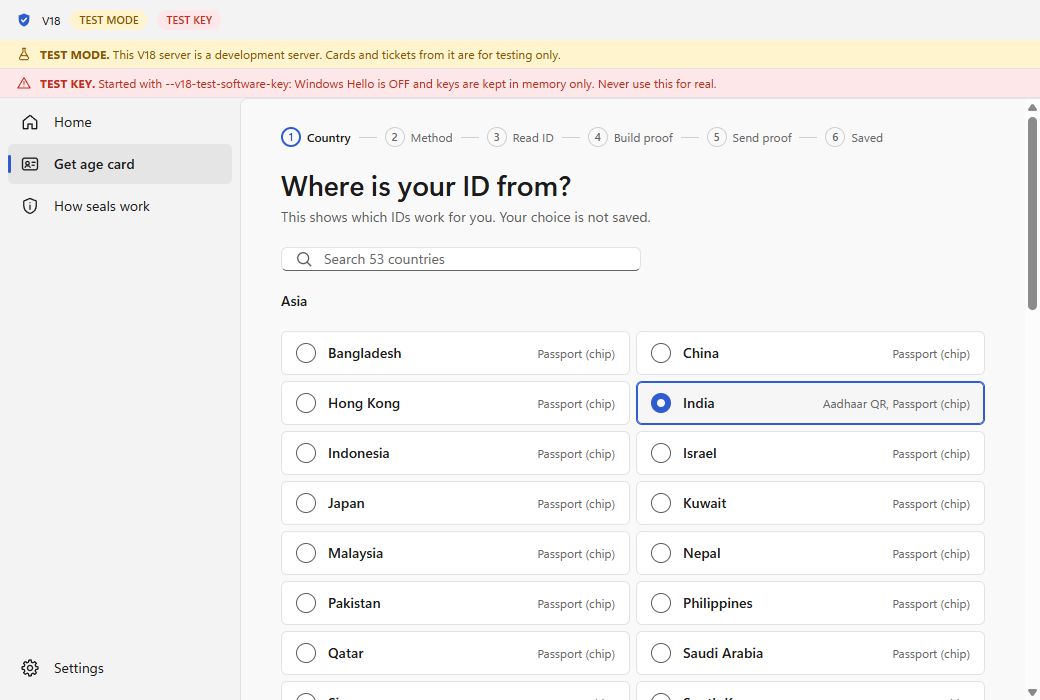 V18 TEST MODE TEST KEY
TEST MODE. This V18 server is a development server. Cards and tickets from it are for testing only.
TEST KEY. Started with --v18-test-software-key: Windows Hello is OFF and keys are kept in memory only. Never use this for real.
Home
Get age card
How seals work
Settings
1 Country 2 Method 3 Read ID 4 Build proof 5 Send proof 6 Saved
Where is your ID from?
This shows which IDs work for you. Your choice is not saved.
Search 53 countries
Asia
Bangladesh Passport (chip)
China Passport (chip)
Hong Kong Passport (chip)
India Aadhaar QR, Passport (chip)
Indonesia Passport (chip)
Israel Passport (chip)
Japan Passport (chip)
Kuwait Passport (chip)
Malaysia Passport (chip)
Nepal Passport (chip)
Pakistan Passport (chip)
Philippines Passport (chip)
Qatar Passport (chip)
Saudi Arabia Passport (chip)